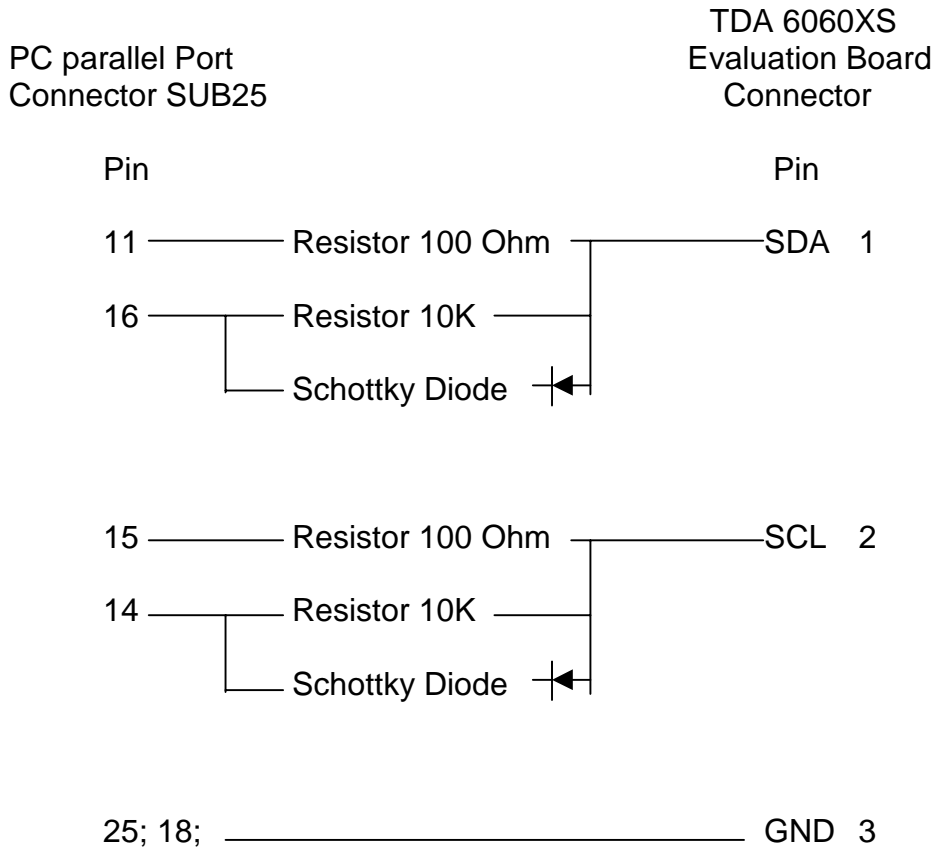 TDA 6060XS
PC parallel Port Evaluation Board
Connector SUB25 Connector
Pin Pin
11 Resistor 100 Ohm SDA 1
16 Resistor 10K
Schottky Diode
15 Resistor 100 Ohm SCL 2
14 Resistor 10K
Schottky Diode
25; 18; GND 3